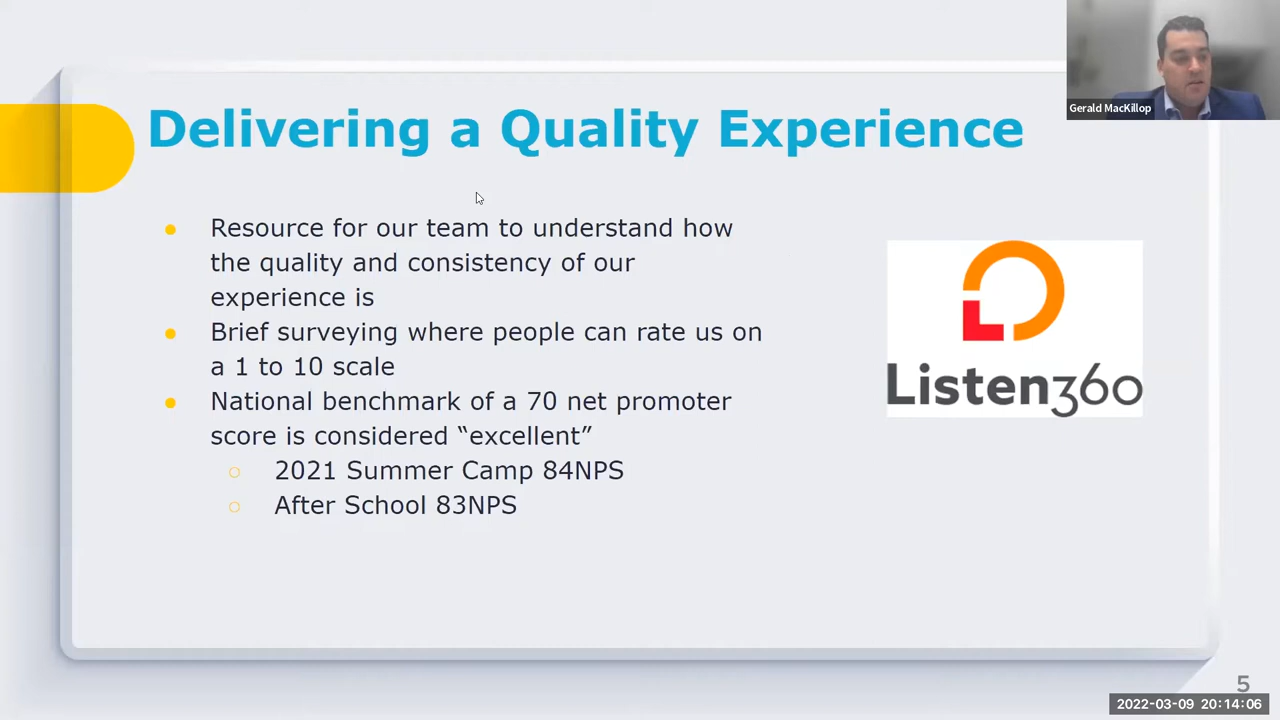 Gerald MacKillop
Delivering a Quality Experience
Resource for our team to understand how
the quality and consistency of our
experience is
Brief surveying where people can rate us on
a 1 to 10 scale
National benchmark of a 70 net promoter
score is considered “excellent”
2021 Summer Camp 84NPS
After School 83NPS
Listen360
5
2022-03-09 20:14:06